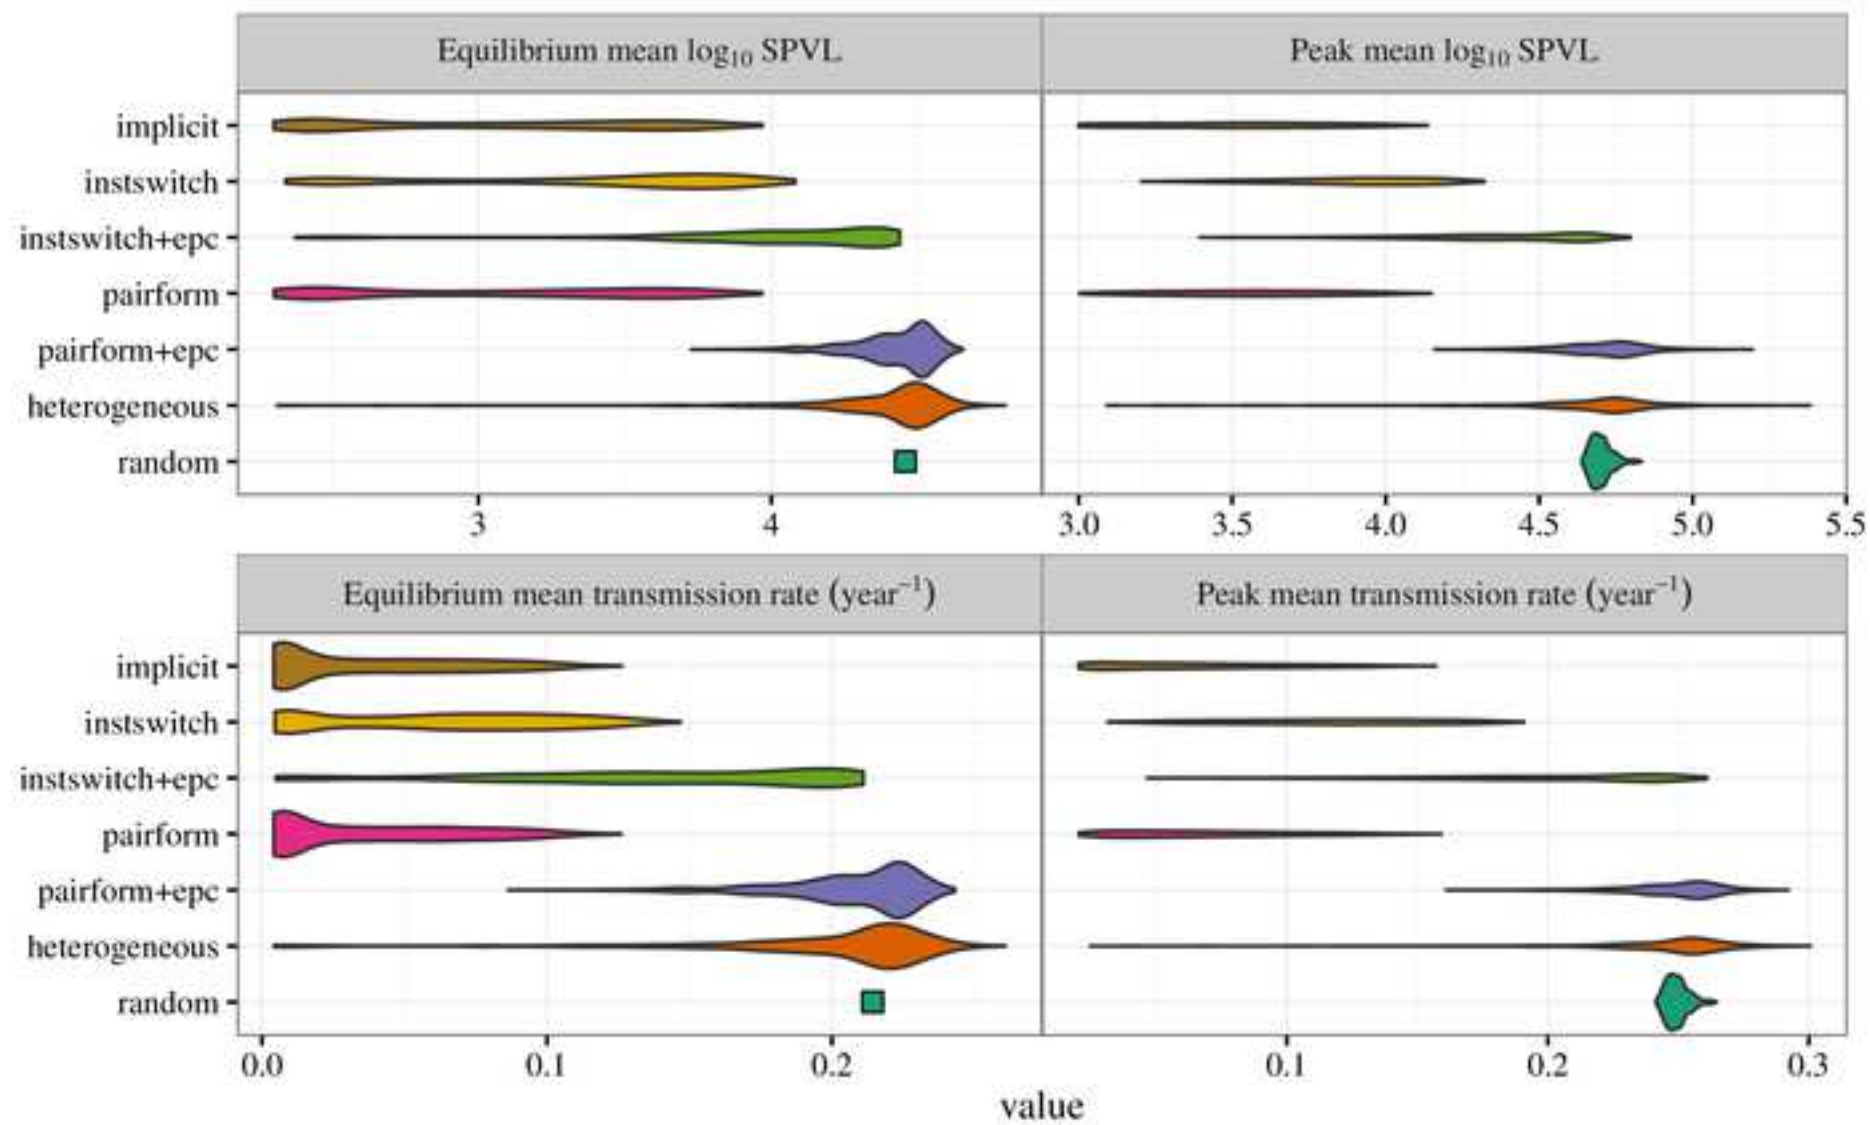 Equilibrium mean log₁₀ SPVL
Peak mean log₁₀ SPVL
implicit
instswitch
instswitch+epc
pairform
pairform+epc
heterogeneous
random
3 4
3.0 3.5 4.0 4.5 5.0 5.5
Equilibrium mean transmission rate (year⁻¹)
Peak mean transmission rate (year⁻¹)
implicit
instswitch
instswitch+epc
pairform
pairform+epc
heterogeneous
random
0.0 0.1 0.2
0.1 0.2 0.3
value